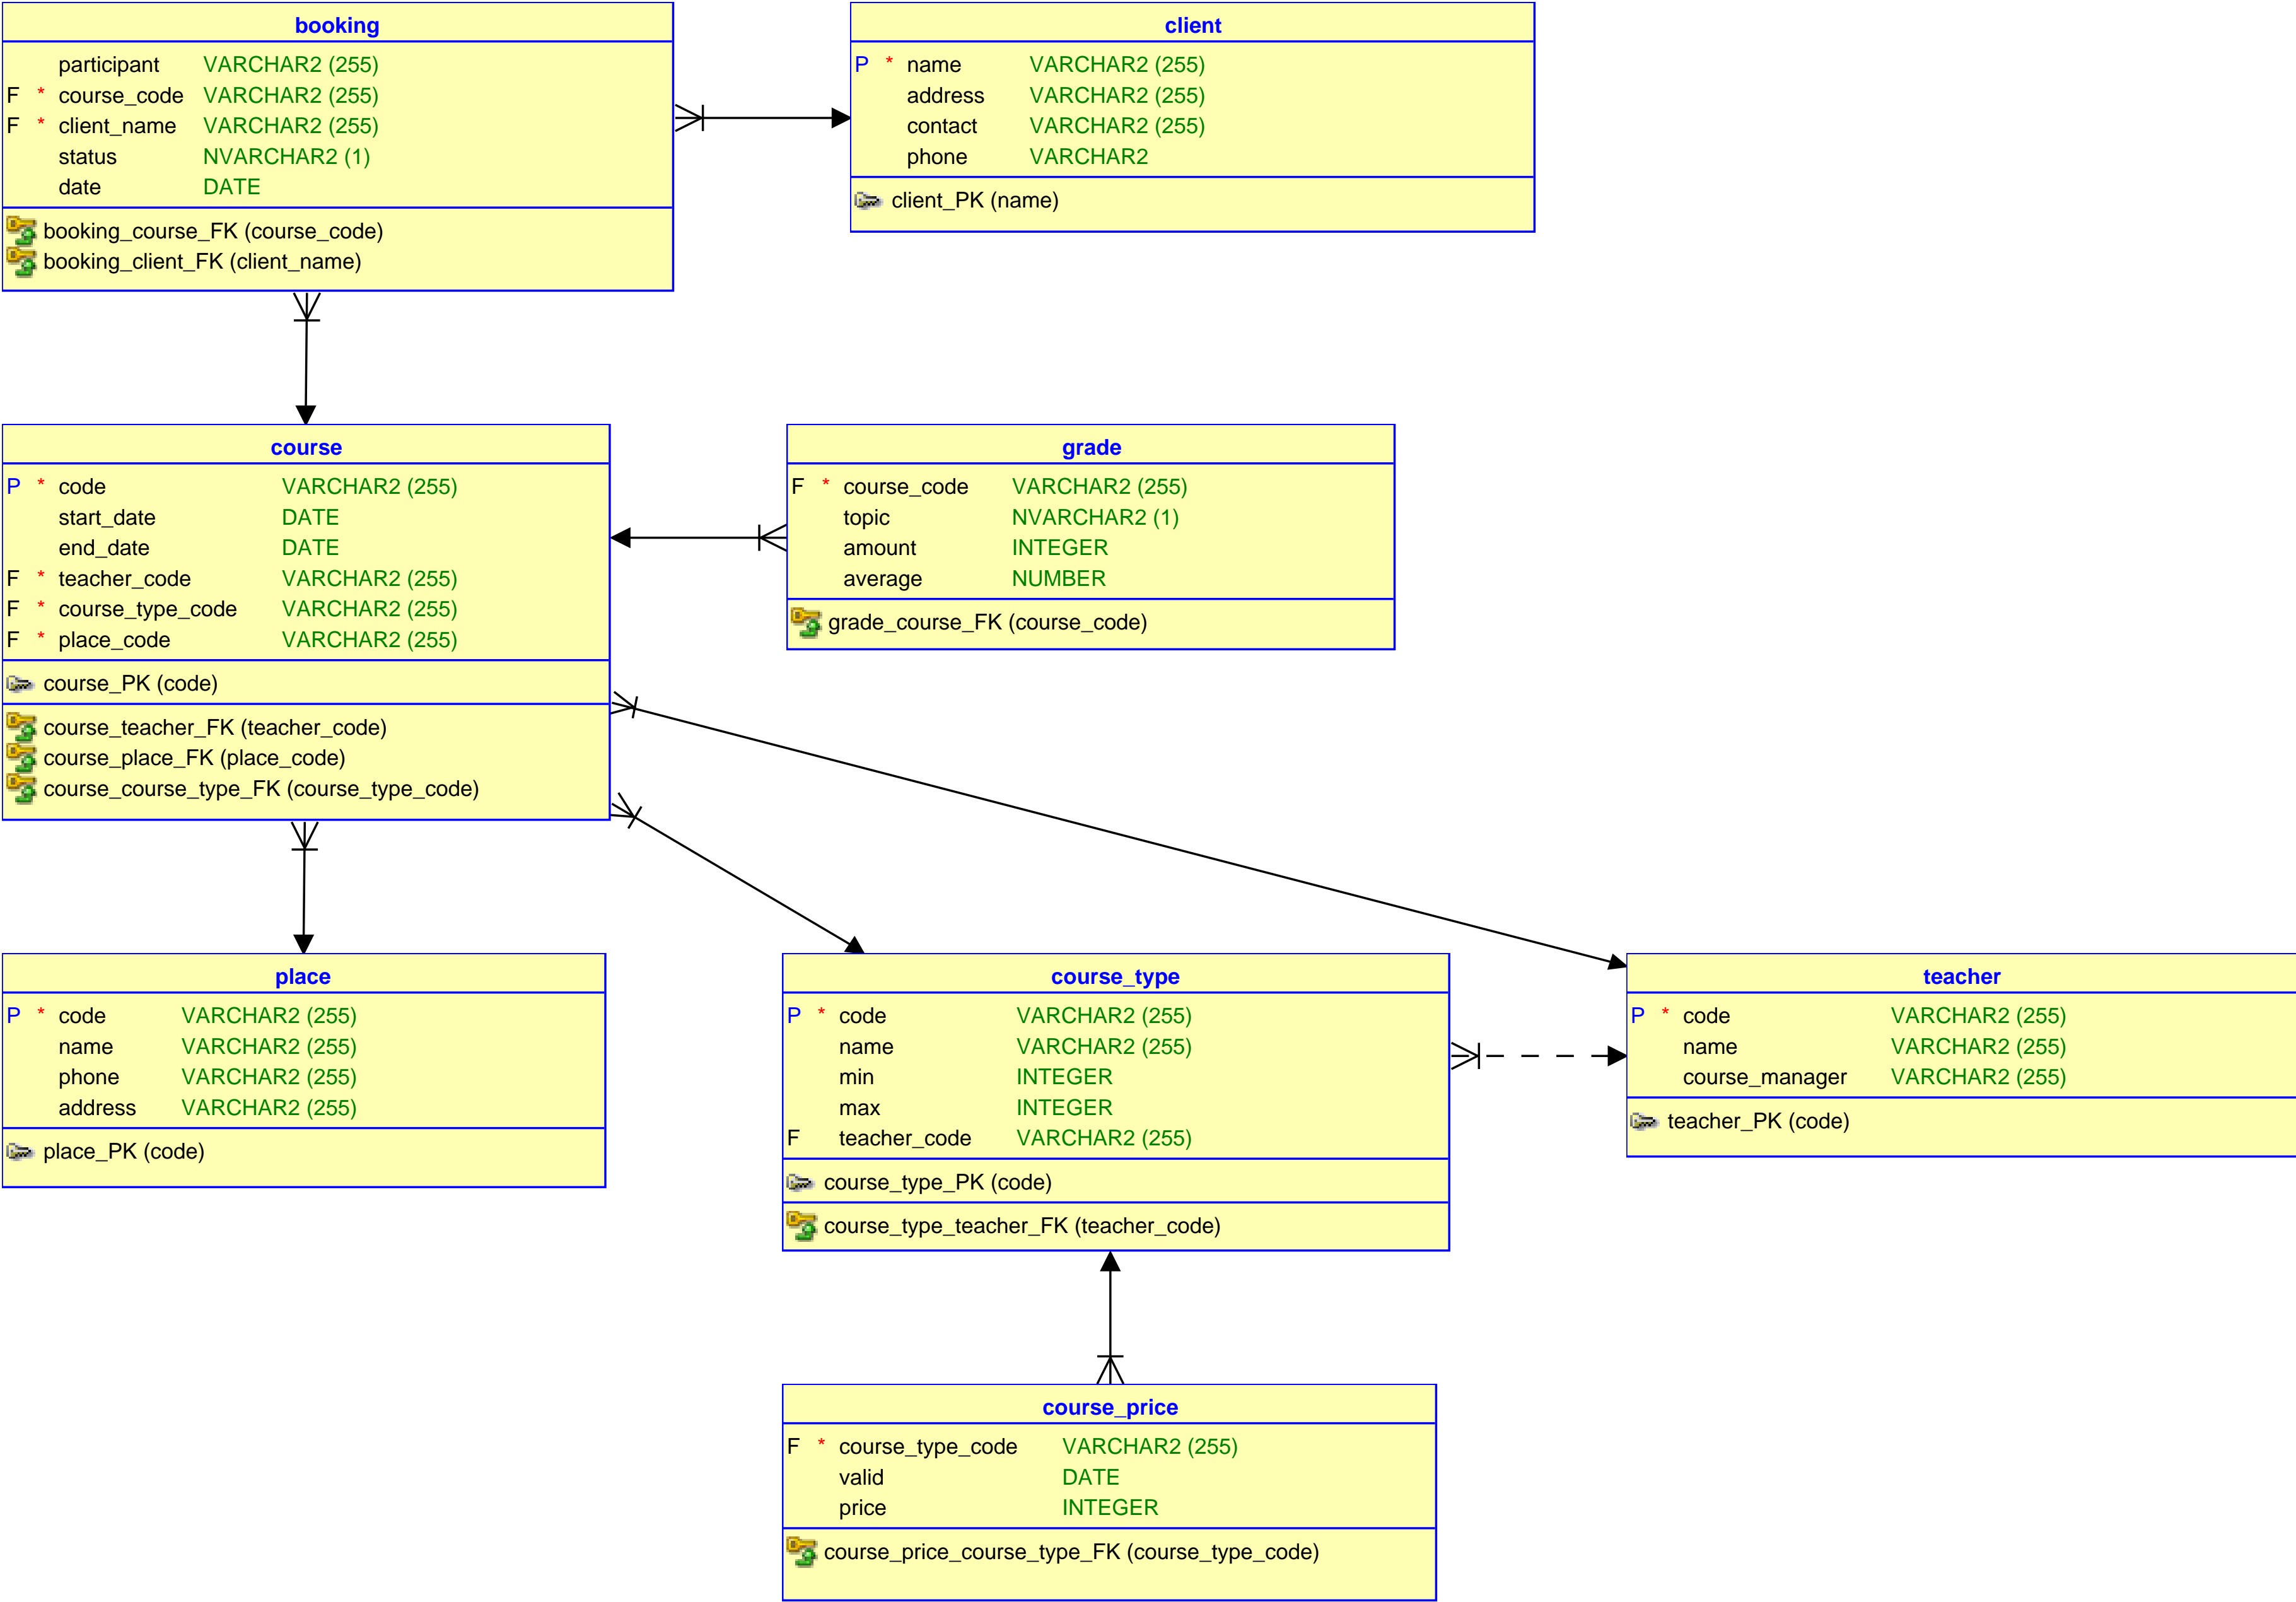 booking
participant VARCHAR2 (255)
F * course_code VARCHAR2 (255)
F * client_name VARCHAR2 (255)
status NVARCHAR2 (1)
date DATE
booking_course_FK (course_code)
booking_client_FK (client_name)
client
P * name VARCHAR2 (255)
address VARCHAR2 (255)
contact VARCHAR2 (255)
phone VARCHAR2
client_PK (name)
course
P * code VARCHAR2 (255)
start_date DATE
end_date DATE
F * teacher_code VARCHAR2 (255)
F * course_type_code VARCHAR2 (255)
F * place_code VARCHAR2 (255)
course_PK (code)
course_teacher_FK (teacher_code)
course_place_FK (place_code)
course_course_type_FK (course_type_code)
grade
F * course_code VARCHAR2 (255)
topic NVARCHAR2 (1)
amount INTEGER
average NUMBER
grade_course_FK (course_code)
place
P * code VARCHAR2 (255)
name VARCHAR2 (255)
phone VARCHAR2 (255)
address VARCHAR2 (255)
place_PK (code)
course_type
P * code VARCHAR2 (255)
name VARCHAR2 (255)
min INTEGER
max INTEGER
F teacher_code VARCHAR2 (255)
course_type_PK (code)
course_type_teacher_FK (teacher_code)
teacher
P * code VARCHAR2 (255)
name VARCHAR2 (255)
course_manager VARCHAR2 (255)
teacher_PK (code)
course_price
F * course_type_code VARCHAR2 (255)
valid DATE
price INTEGER
course_price_course_type_FK (course_type_code)